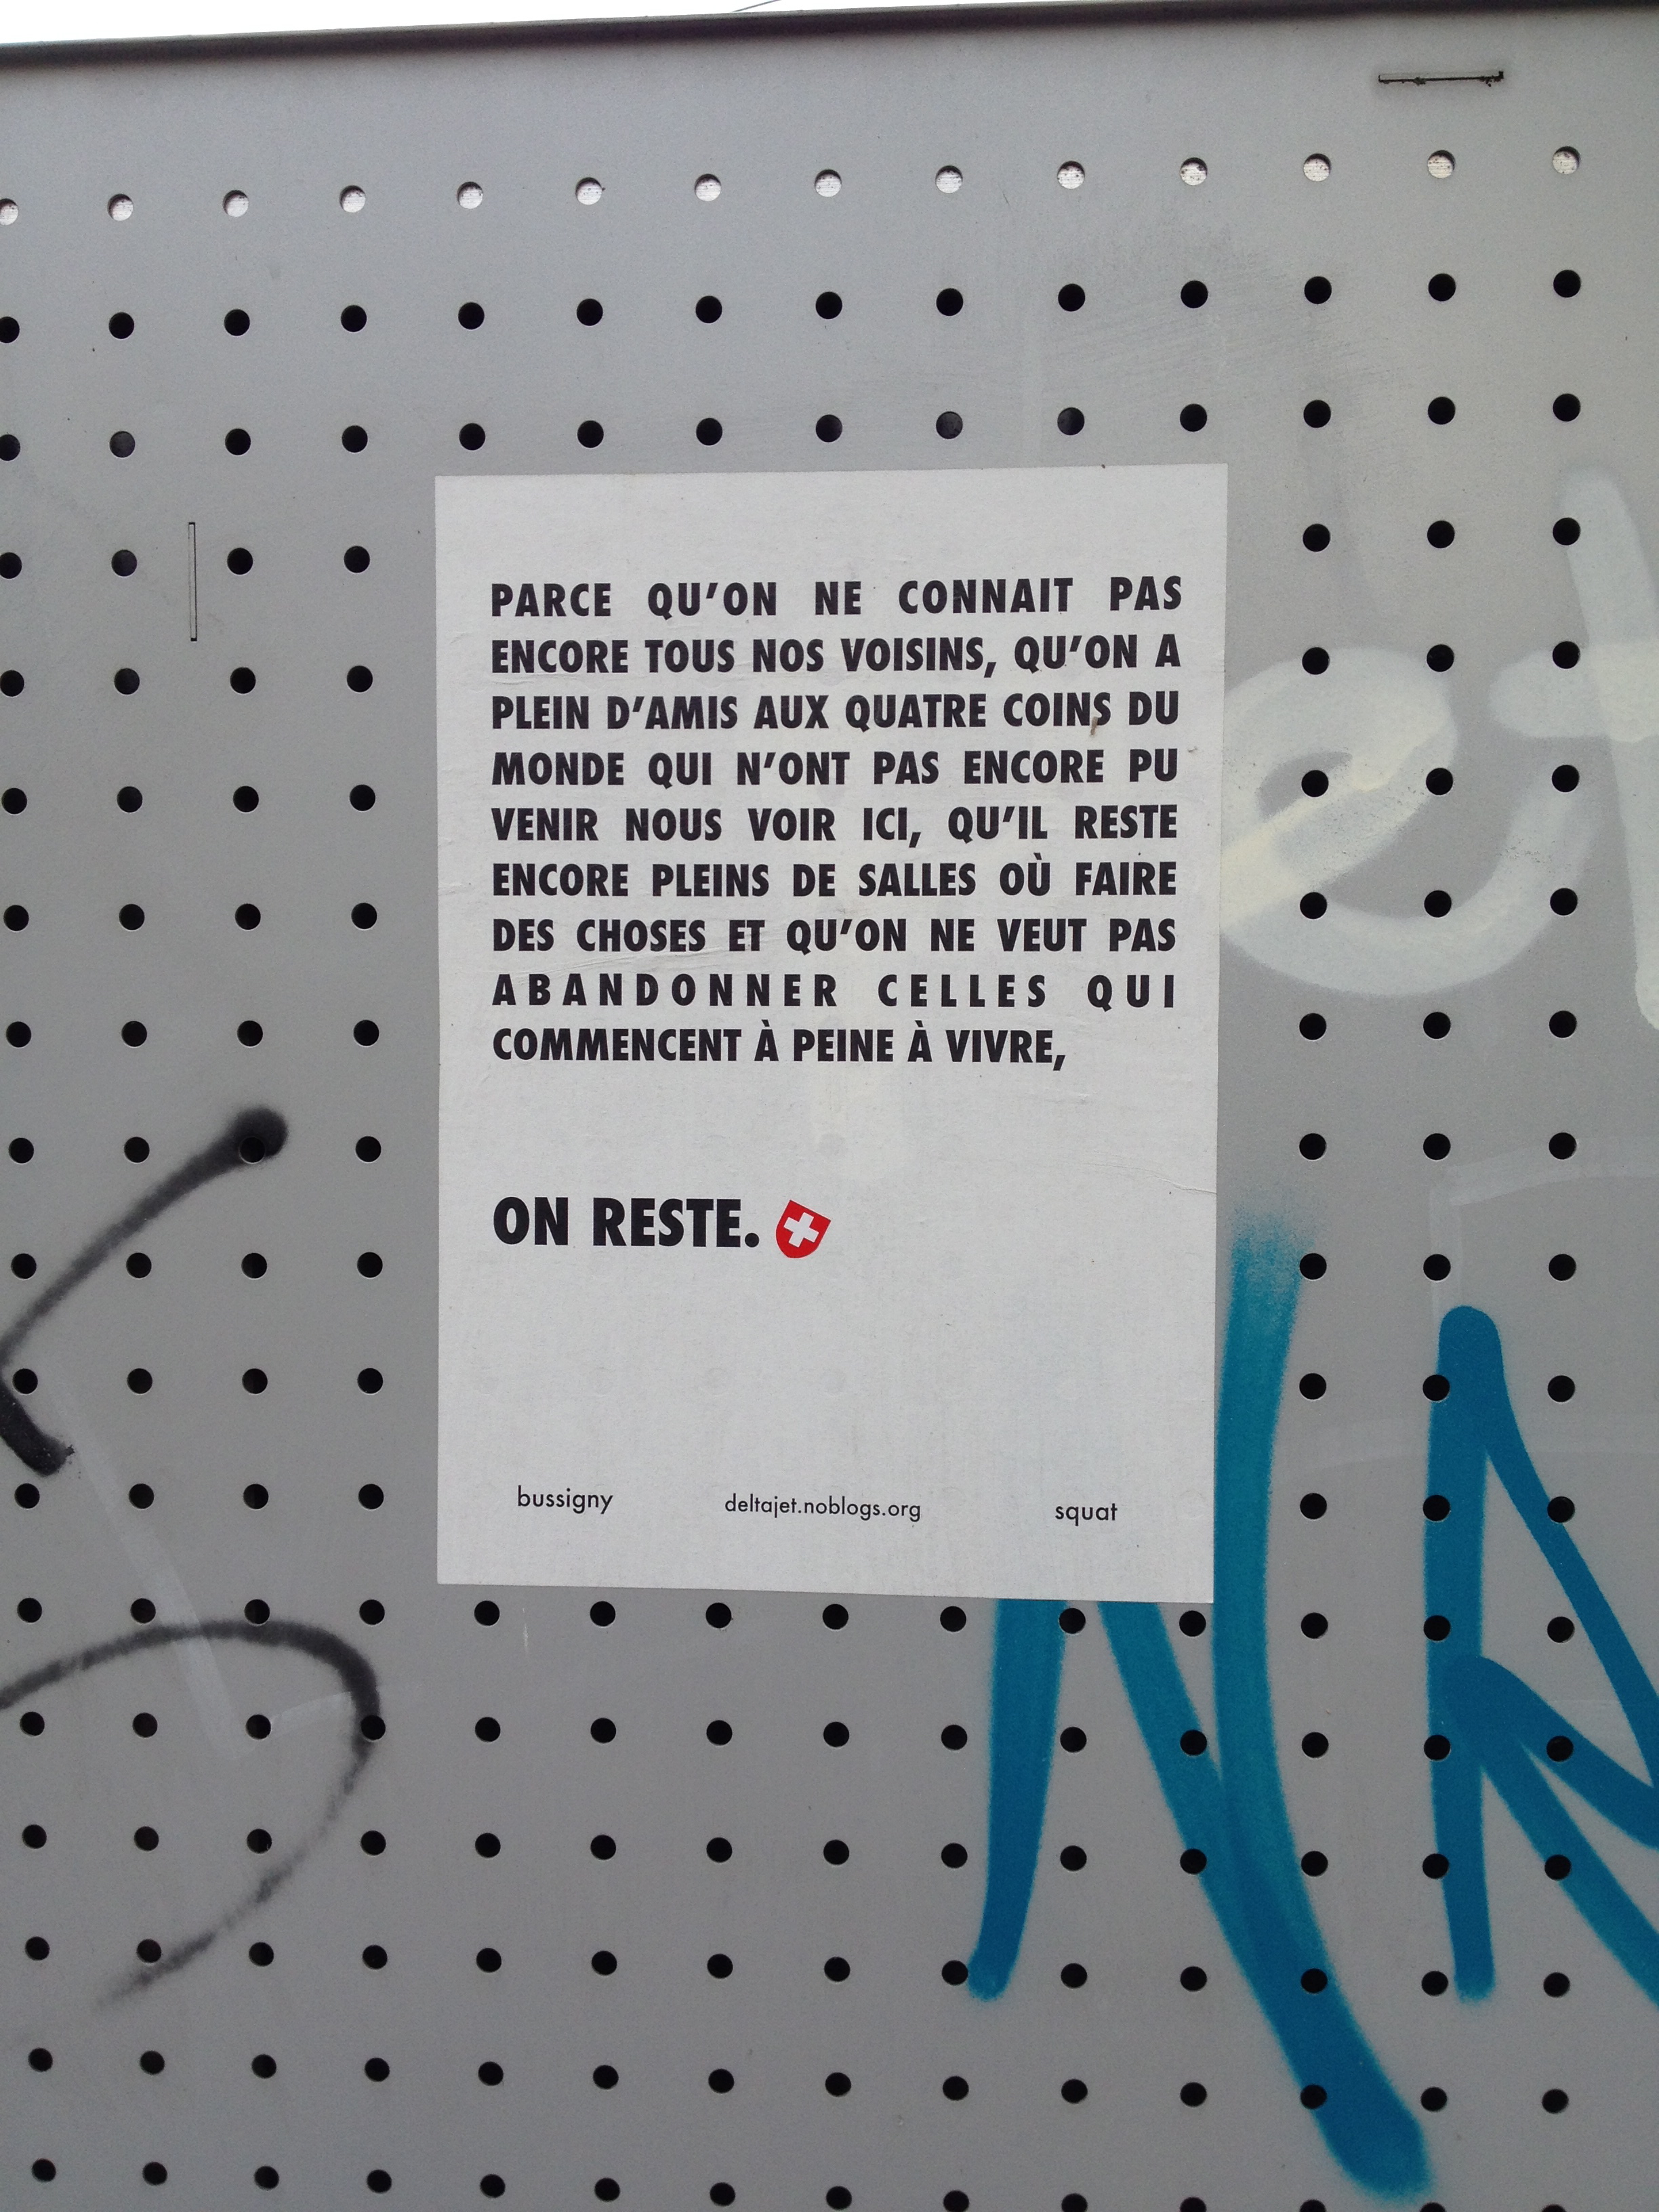 PARCE QU'ON NE CONNAIT PAS
ENCORE TOUS NOS VOISINS, QU'ON A
PLEIN D'AMIS AUX QUATRE COINS DU
MONDE QUI N'ONT PAS ENCORE PU
VENIR NOUS VOIR ICI, QU'IL RESTE
ENCORE PLEINS DE SALLES OÙ FAIRE
DES CHOSES ET QU'ON NE VEUT PAS
ABANDONNER CELLES QUI
COMMENCENT À PEINE À VIVRE,
ON RESTE.
bussigny deltajet.noblogs.org squat